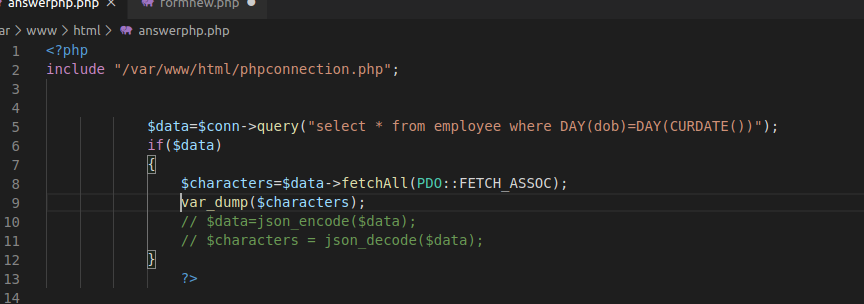 answerphp.php × formnew.php
ar > www > html > answerphp.php
1 <?php
2 include "/var/www/html/phpconnection.php";
3
4
5 $data=$conn->query("select * from employee where DAY(dob)=DAY(CURDATE())");
6 if($data)
7 {
8 $characters=$data->fetchAll(PDO::FETCH_ASSOC);
9 var_dump($characters);
10 // $data=json_encode($data);
11 // $characters = json_decode($data);
12 }
13 ?>
14